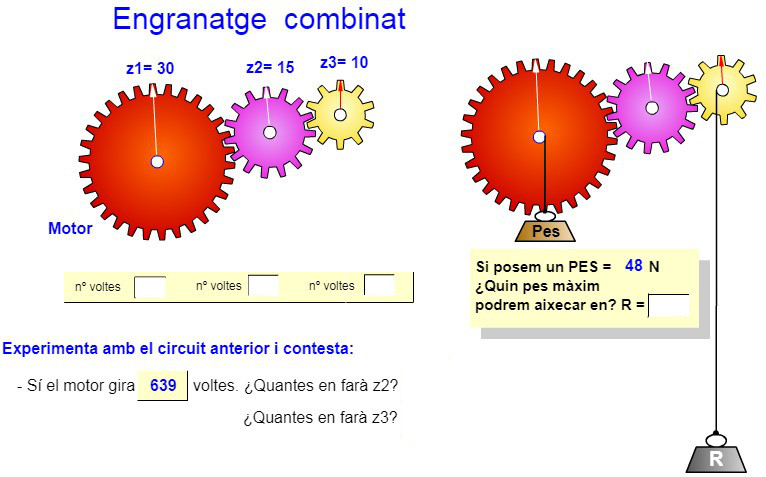 Engranatge combinat
z1= 30
z2= 15
z3= 10
Motor
nº voltes
nº voltes
nº voltes
Experimenta amb el circuit anterior i contesta:
- Sí el motor gira 639 voltes. ¿Quantes en farà z2?
¿Quantes en farà z3?
Pes
Si posem un PES = 48 N
¿Quin pes màxim
podrem aixecar en? R =
R